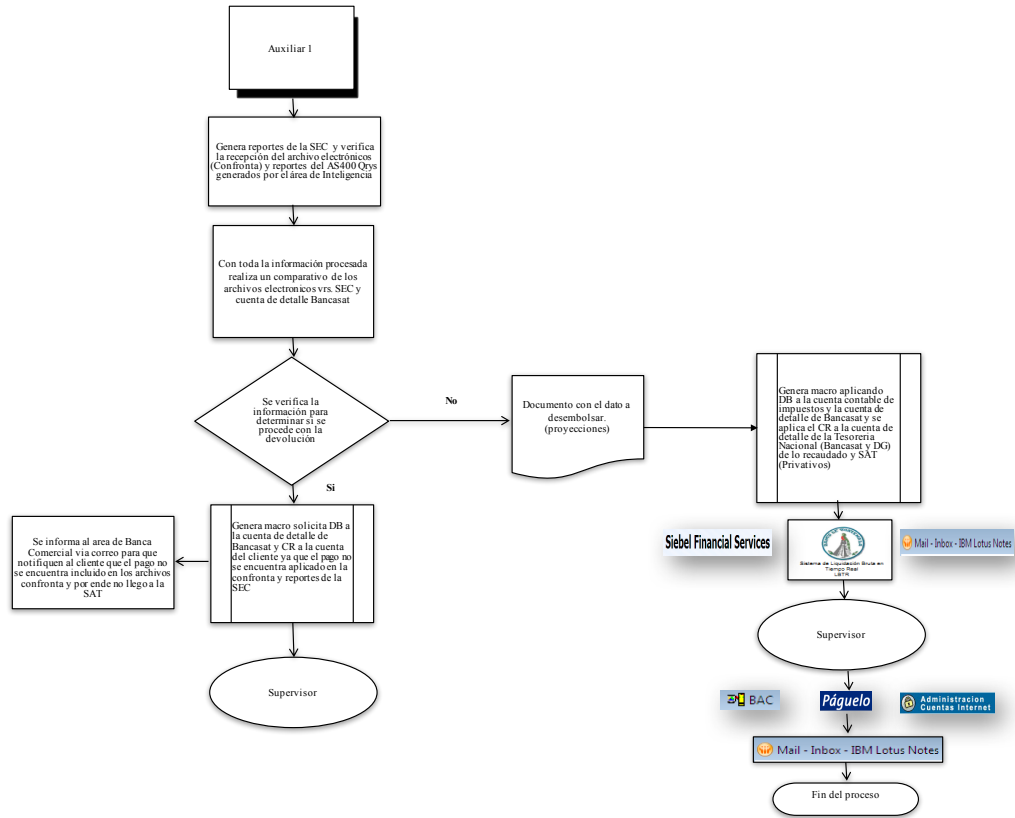 Auxiliar 1
Genera reportes de la SEC y verifica
la recepción del archivo electrónicos
(Confronta) y reportes del AS400 Qrys
generados por el área de Inteligencia
Con toda la información procesada
realiza un comparativo de los
archivos electronicos vrs. SEC y
cuenta de detalle Bancasat
Se verifica la
información para
determinar si se
procede con la
devolución
No
Documento con el dato a
desembolsar.
(proyecciones)
Genera macro aplicando
DB a la cuenta contable de
impuestos y la cuenta de
detalle de Bancasat y se
aplica el CR a la cuenta de
detalle de la Tesoreria
Nacional (Bancasat y DG)
de lo recaudado y SAT
(Privativos)
Si
Genera macro solicita DB a
la cuenta de detalle de
Bancasat y CR a la cuenta
del cliente ya que el pago no
se encuentra aplicado en la
confronta y reportes de la
SEC
Se informa al area de Banca
Comercial via correo para que
notifiquen al cliente que el pago no
se encuentra incluido en los archivos
confronta y por ende no llego a la
SAT
Supervisor
Siebel Financial Services
Sistema de Liquidación Bruta en
Tiempo Real
LBTR
Mail - Inbox - IBM Lotus Notes
Supervisor
BAC
Páguelo
Administracion
Cuentas Internet
Mail - Inbox - IBM Lotus Notes
Fin del proceso